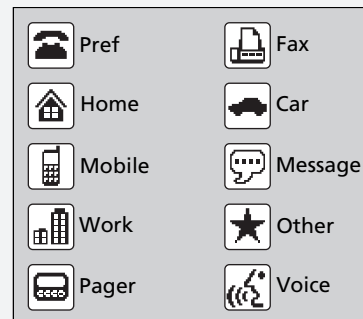 Pref
Fax
Home
Car
Mobile
Message
Work
Other
Pager
Voice